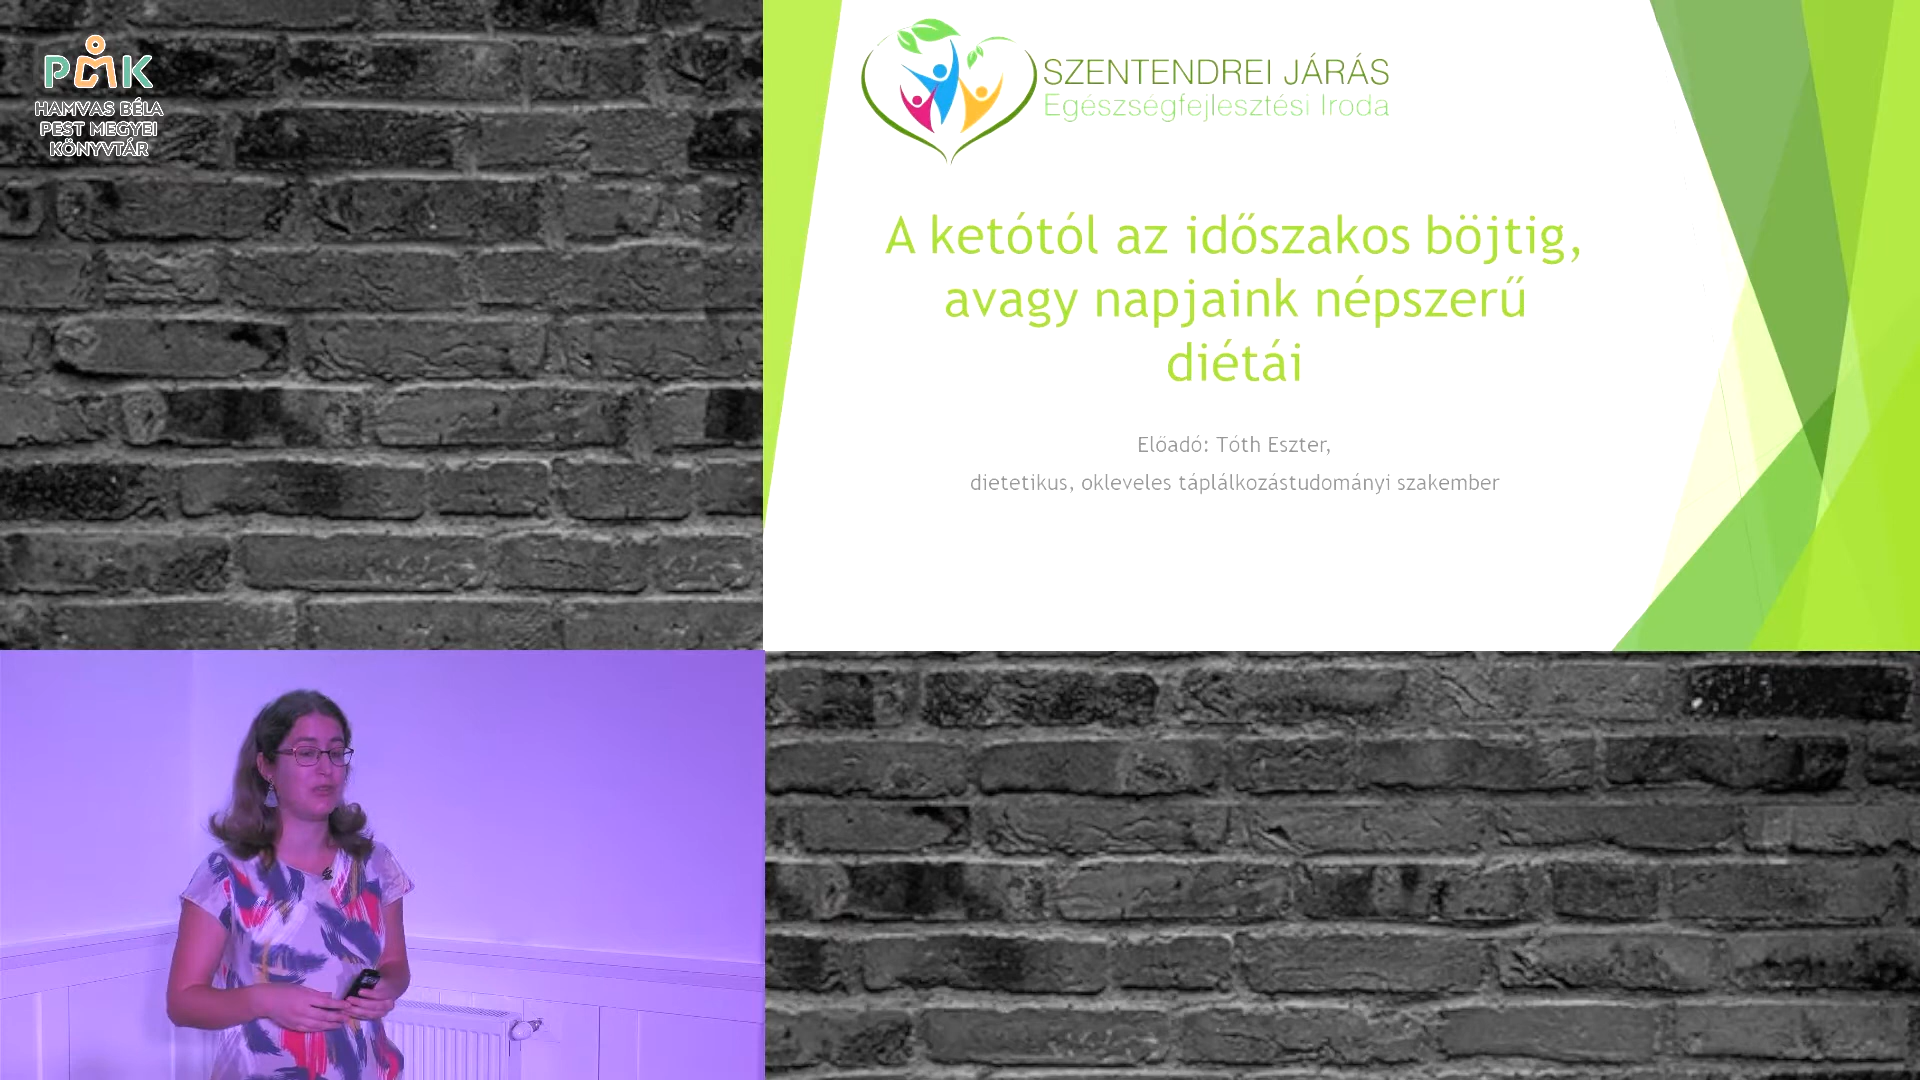 PMK
HAMVAS BÉLA
PEST MEGYEI
KÖNYVTÁR
SZENTENDREI JÁRÁS
Egészségfejlesztési Iroda
A ketótól az időszakos böjtig,
avagy napjaink népszerű
diétái
Előadó: Tóth Eszter,
dietetikus, okleveles táplálkozástudományi szakember